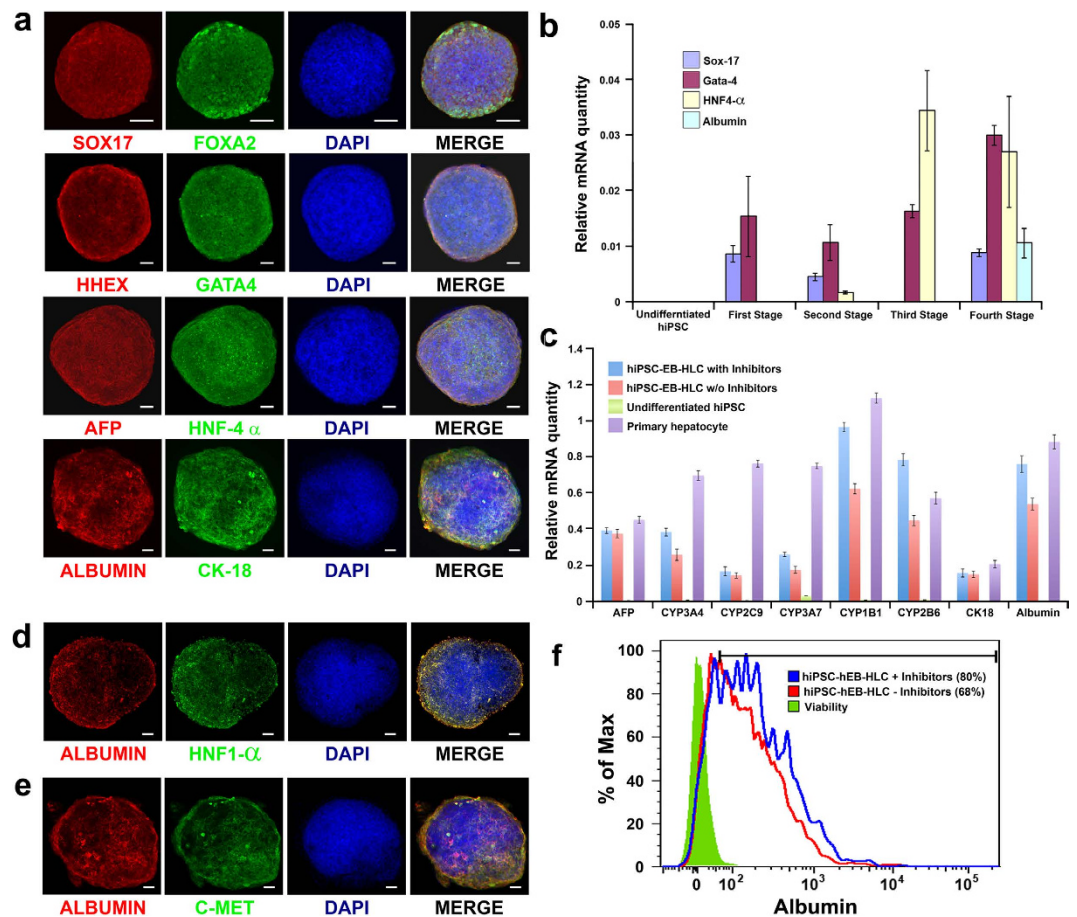 a
SOX17 FOXA2 DAPI MERGE
HHEX GATA4 DAPI MERGE
AFP HNF-4 α DAPI MERGE
ALBUMIN CK-18 DAPI MERGE
b
Relative mRNA quantity
0.05
0.04
0.03
0.02
0.01
0
Sox-17
Gata-4
HNF4-α
Albumin
Undifferntiated hiPSC
First Stage
Second Stage
Third Stage
Fourth Stage
c
Relative mRNA quantity
1.4
1.2
1
0.8
0.6
0.4
0.2
0
hiPSC-EB-HLC with Inhibitors
hiPSC-EB-HLC w/o Inhibitors
Undifferentiated hiPSC
Primary hepatocyte
AFP CYP3A4 CYP2C9 CYP3A7 CYP1B1 CYP2B6 CK18 Albumin
d
ALBUMIN HNF1-α DAPI MERGE
e
ALBUMIN C-MET DAPI MERGE
f
% of Max
100
80
60
40
20
0
hiPSC-hEB-HLC + Inhibitors (80%)
hiPSC-hEB-HLC - Inhibitors (68%)
Viability
0 10² 10³ 10⁴ 10⁵
Albumin